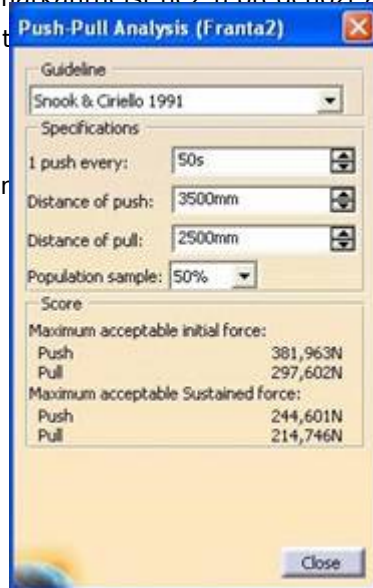 Push-Pull Analysis (Franta2)
Guideline
Snook & Ciriello 1991
Specifications
1 push every: 50s
Distance of push: 3500mm
Distance of pull: 2500mm
Population sample: 50%
Score
Maximum acceptable initial force:
Push 381,963N
Pull 297,602N
Maximum acceptable Sustained force:
Push 244,601N
Pull 214,746N
Close